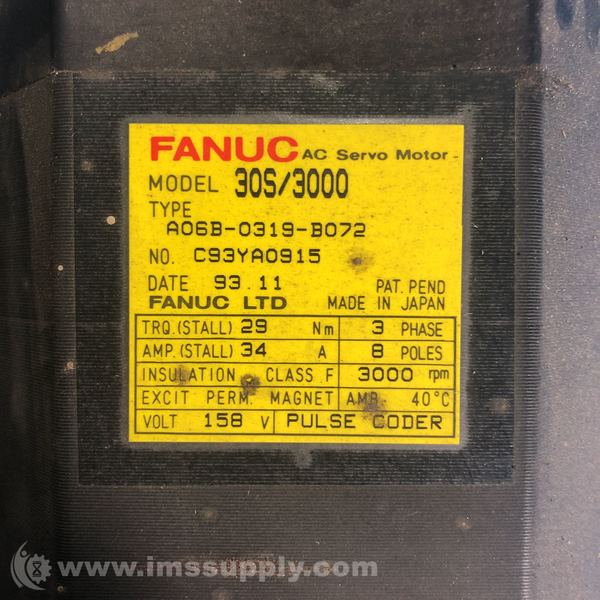 FANUC AC Servo Motor
MODEL 30S/3000
TYPE
A06B-0319-B072
NO. C93YA0915
DATE 93.11 PAT. PEND
FANUC LTD MADE IN JAPAN
TRQ.(STALL) 29 Nm 3 PHASE
AMP.(STALL) 34 A 8 POLES
INSULATION CLASS F 3000 rpm
EXCIT PERM. MAGNET AMB. 40°C
VOLT 158 V PULSE CODER
www.imssupply.com